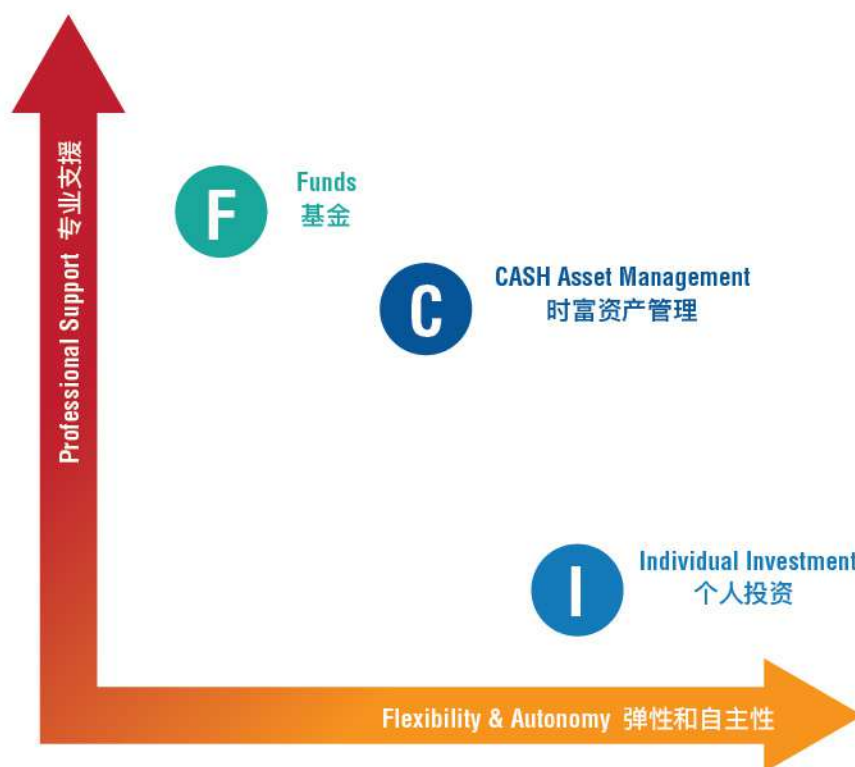 Professional Support 专业支援
F
Funds
基金
C
CASH Asset Management
时富资产管理
I
Individual Investment
个人投资
Flexibility & Autonomy 弹性和自主性